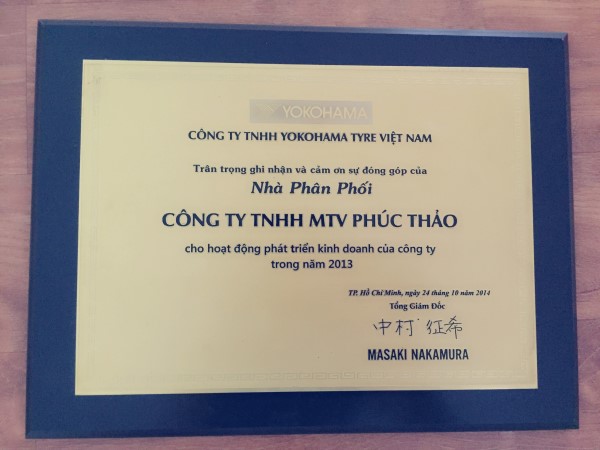 YOKOHAMA
CÔNG TY TNHH YOKOHAMA TYRE VIỆT NAM
Trân trọng ghi nhận và cảm ơn sự đóng góp của
Nhà Phân Phối
CÔNG TY TNHH MTV PHÚC THẢO
cho hoạt động phát triển kinh doanh của công ty
trong năm 2013
TP. Hồ Chí Minh, ngày 24 tháng 10 năm 2014
Tổng Giám Đốc
中村 征希
MASAKI NAKAMURA